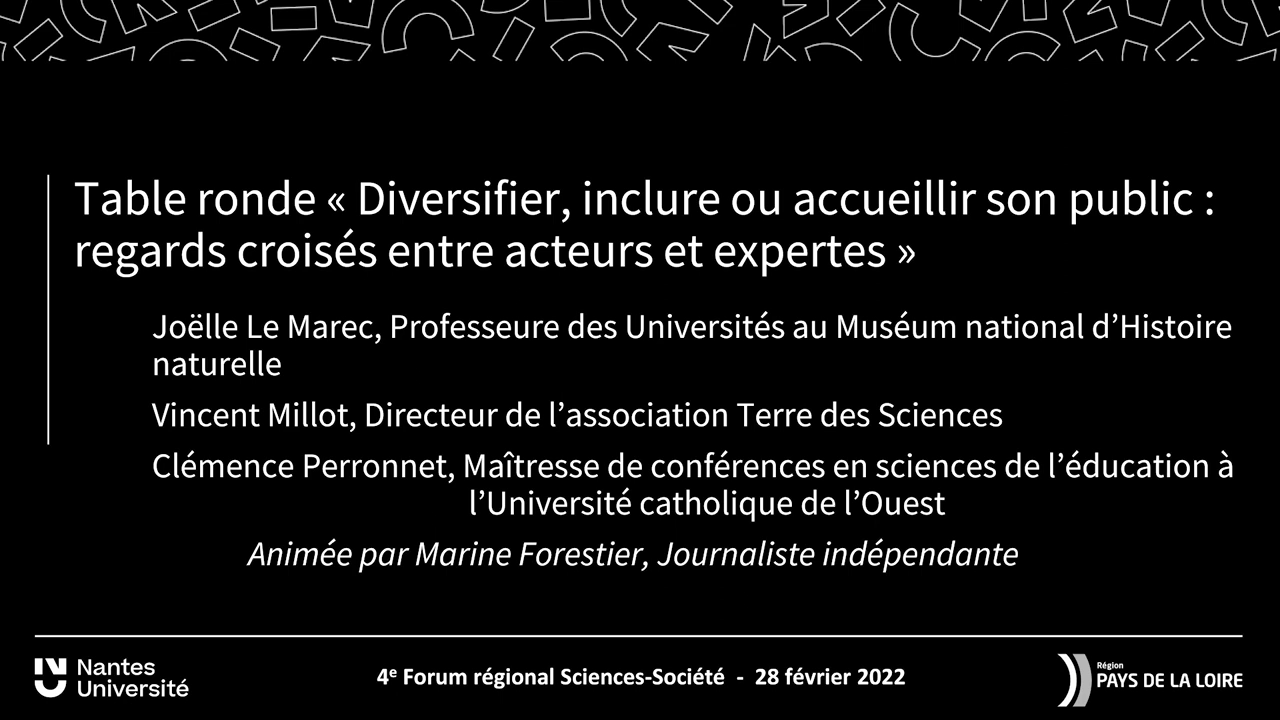 Table ronde « Diversifier, inclure ou accueillir son public :
regards croisés entre acteurs et expertes »
Joëlle Le Marec, Professeure des Universités au Muséum national d’Histoire
naturelle
Vincent Millot, Directeur de l’association Terre des Sciences
Clémence Perronnet, Maîtresse de conférences en sciences de l’éducation à
l’Université catholique de l’Ouest
Animée par Marine Forestier, Journaliste indépendante
Nantes
Université
4e Forum régional Sciences-Société - 28 février 2022
Région
PAYS DE LA LOIRE